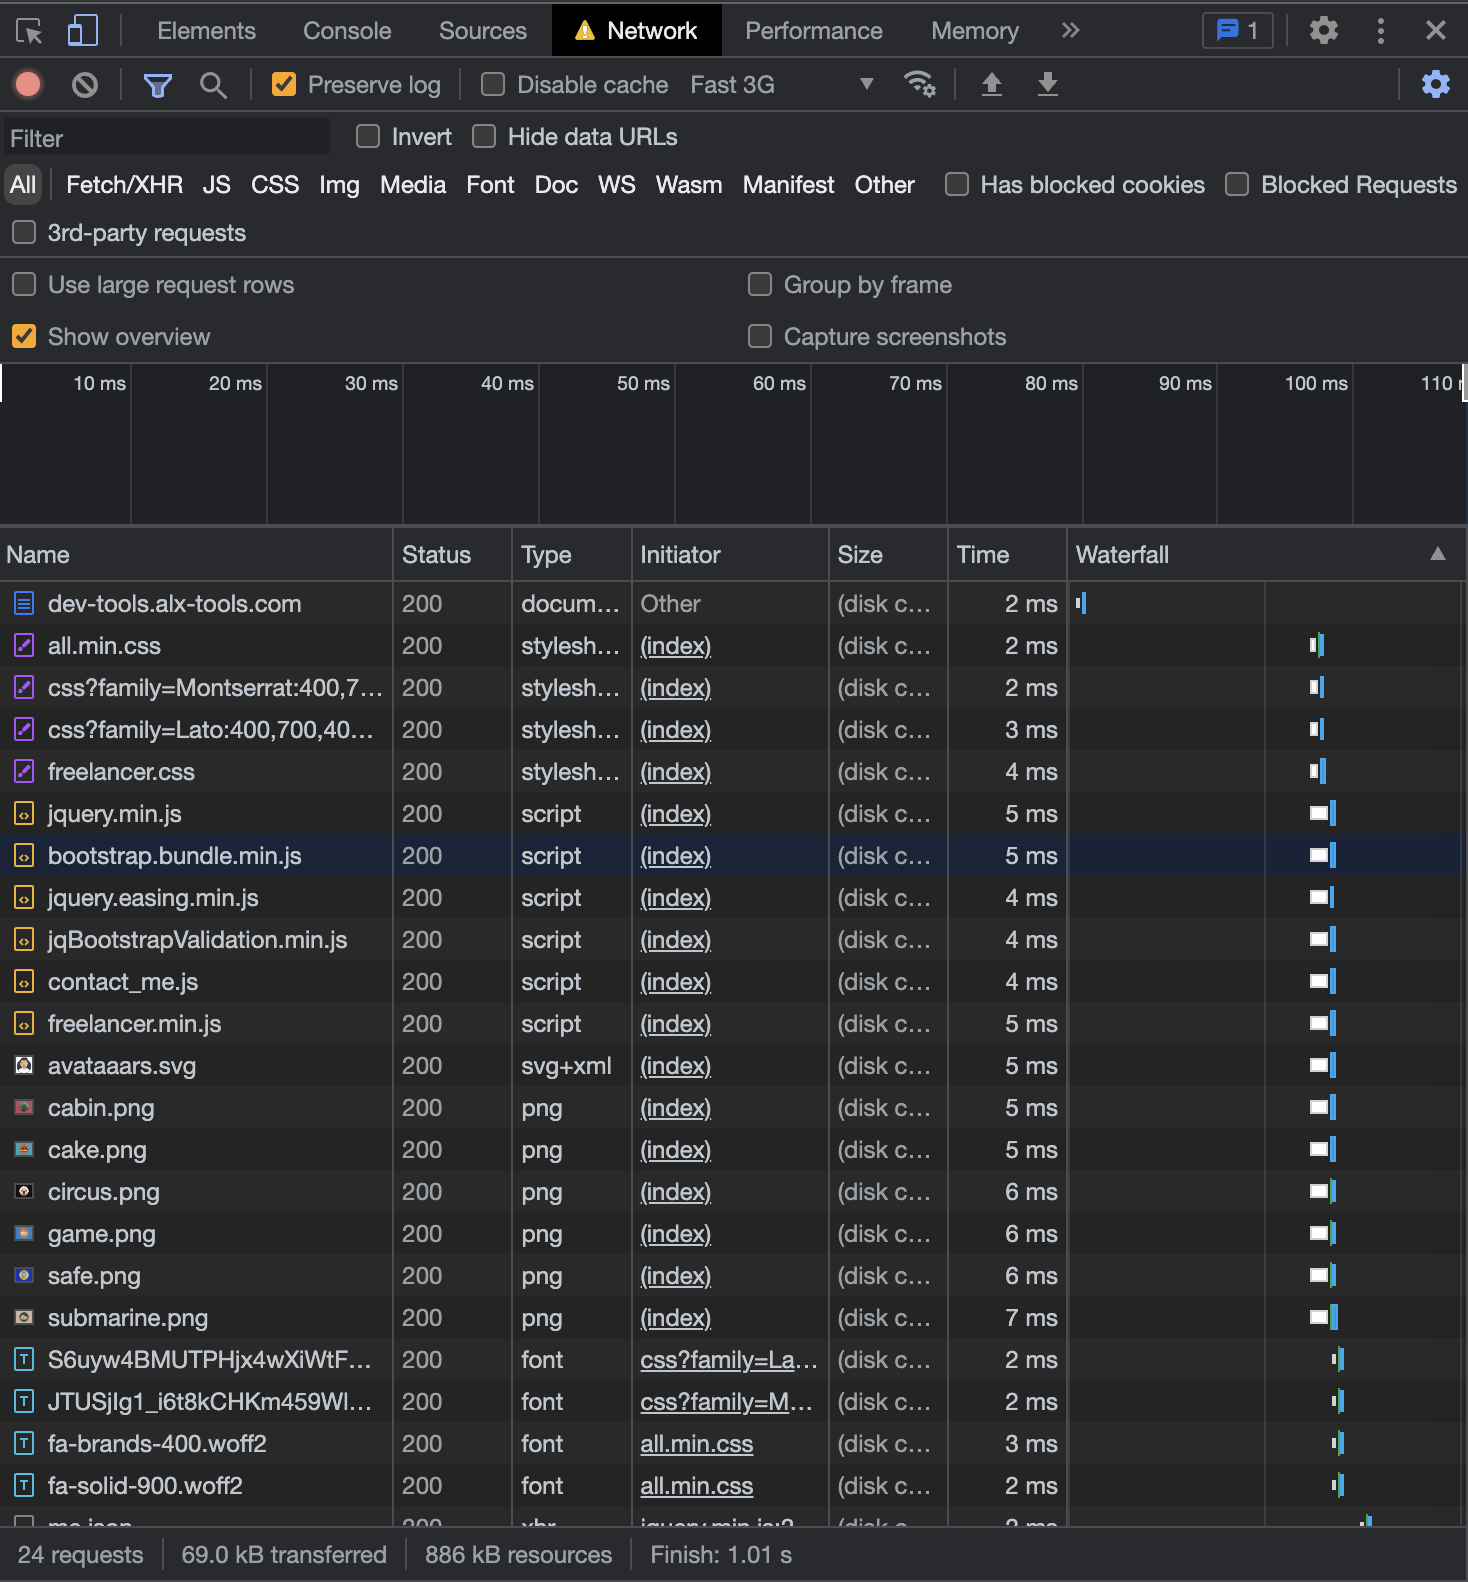 Elements Console Sources Network Performance Memory 1
Preserve log Disable cache Fast 3G
Filter Invert Hide data URLs
All Fetch/XHR JS CSS Img Media Font Doc WS Wasm Manifest Other Has blocked cookies Blocked Requests
3rd-party requests
Use large request rows Group by frame
Show overview Capture screenshots
10 ms 20 ms 30 ms 40 ms 50 ms 60 ms 70 ms 80 ms 90 ms 100 ms 110
Name Status Type Initiator Size Time Waterfall
dev-tools.alx-tools.com 200 docum... Other (disk c... 2 ms
all.min.css 200 stylesh... (index) (disk c... 2 ms
css?family=Montserrat:400,7... 200 stylesh... (index) (disk c... 2 ms
css?family=Lato:400,700,40... 200 stylesh... (index) (disk c... 3 ms
freelancer.css 200 stylesh... (index) (disk c... 4 ms
jquery.min.js 200 script (index) (disk c... 5 ms
bootstrap.bundle.min.js 200 script (index) (disk c... 5 ms
jquery.easing.min.js 200 script (index) (disk c... 4 ms
jqBootstrapValidation.min.js 200 script (index) (disk c... 4 ms
contact_me.js 200 script (index) (disk c... 4 ms
freelancer.min.js 200 script (index) (disk c... 5 ms
avataaars.svg 200 svg+xml (index) (disk c... 5 ms
cabin.png 200 png (index) (disk c... 5 ms
cake.png 200 png (index) (disk c... 5 ms
circus.png 200 png (index) (disk c... 6 ms
game.png 200 png (index) (disk c... 6 ms
safe.png 200 png (index) (disk c... 6 ms
submarine.png 200 png (index) (disk c... 7 ms
S6uyw4BMUTPHjx4wXiWtF... 200 font css?family=La... (disk c... 2 ms
JTUSjIg1_i6t8kCHKm459Wl... 200 font css?family=M... (disk c... 2 ms
fa-brands-400.woff2 200 font all.min.css (disk c... 3 ms
fa-solid-900.woff2 200 font all.min.css (disk c... 2 ms
me.json 200 xhr jquery.min.js:2 (disk c... 2 ms
24 requests 69.0 kB transferred 886 kB resources Finish: 1.01 s